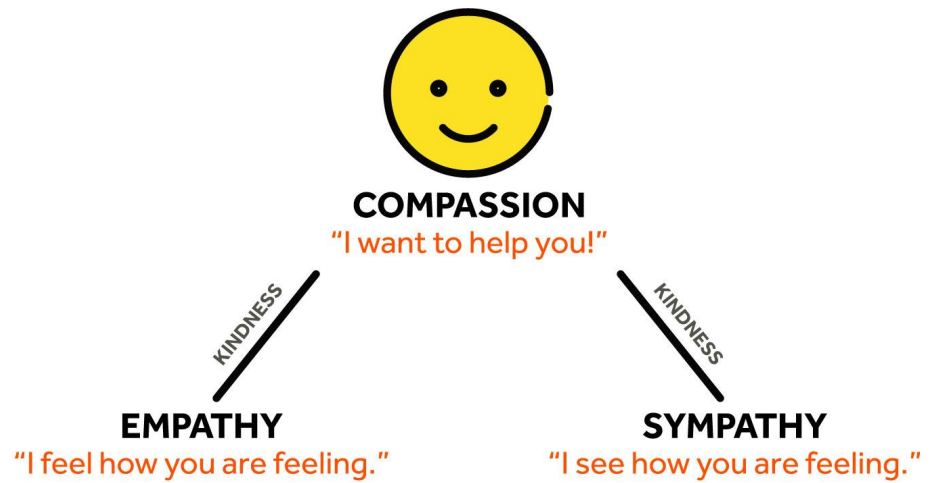 COMPASSION
“I want to help you!”
KINDNESS
KINDNESS
EMPATHY
“I feel how you are feeling.”
SYMPATHY
“I see how you are feeling.”